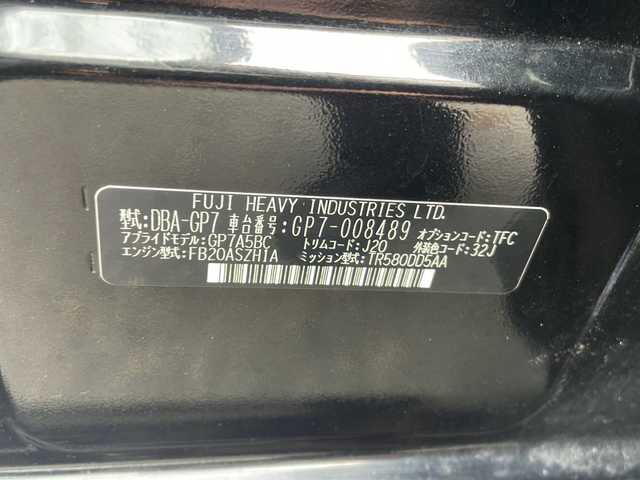 FUJI HEAVY INDUSTRIES LTD.
型式:DBA-GP7 車台番号:GP7-008489 オプションコード:TFC
アプライドモデル:GP7A5BC トリムコード:J20 外装色コード:32J
エンジン型式:FB20ASZH1A ミッション型式:TR580DD5AA